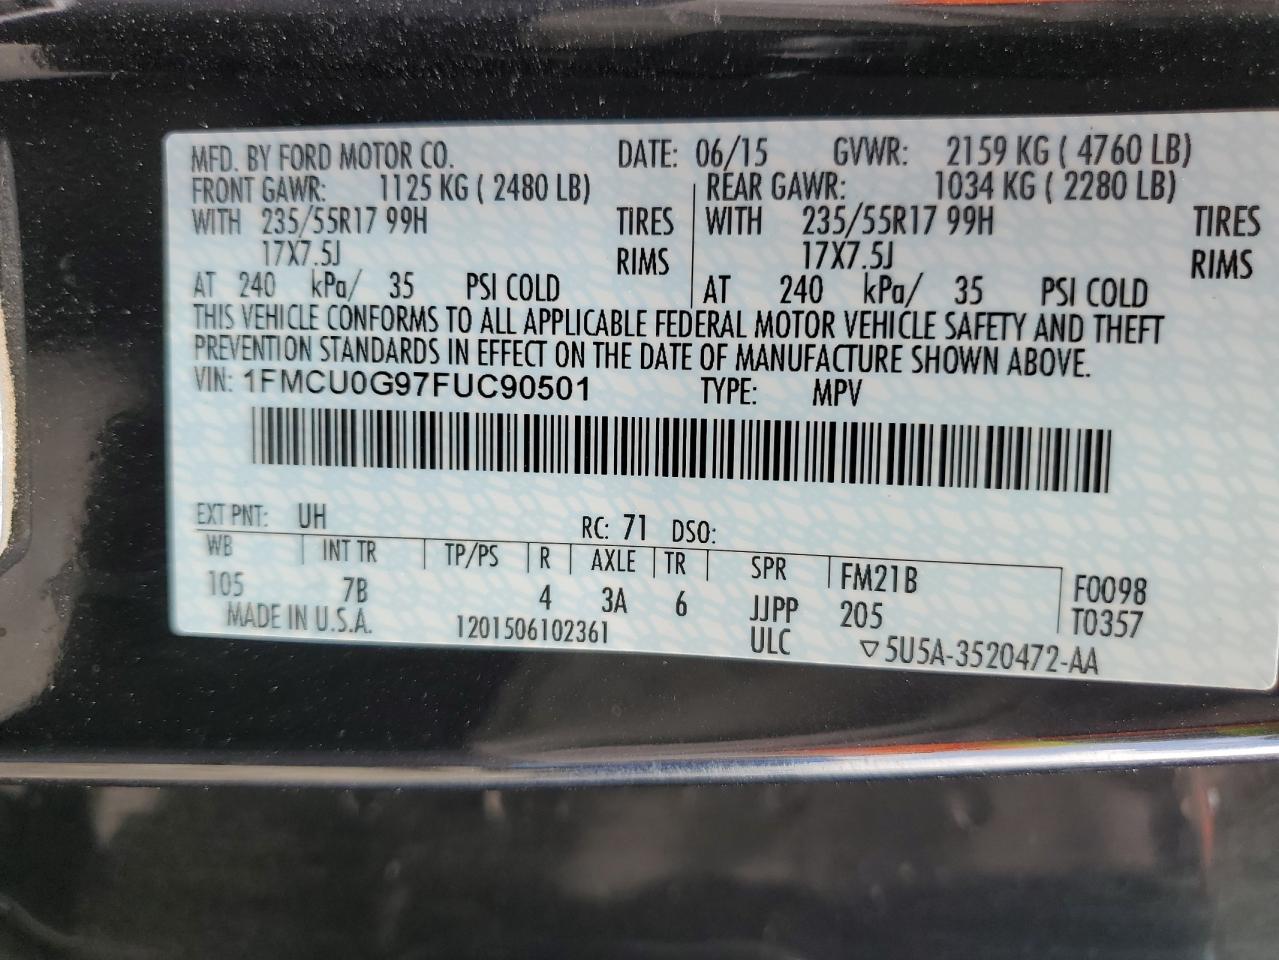 MFD. BY FORD MOTOR CO. DATE: 06/15 GVWR: 2159 KG ( 4760 LB)
FRONT GAWR: 1125 KG ( 2480 LB) REAR GAWR: 1034 KG ( 2280 LB)
WITH 235/55R17 99H TIRES WITH 235/55R17 99H TIRES
17X7.5J RIMS 17X7.5J RIMS
AT 240 kPa/ 35 PSI COLD AT 240 kPa/ 35 PSI COLD
THIS VEHICLE CONFORMS TO ALL APPLICABLE FEDERAL MOTOR VEHICLE SAFETY AND THEFT
PREVENTION STANDARDS IN EFFECT ON THE DATE OF MANUFACTURE SHOWN ABOVE.
VIN: 1FMCU0G97FUC90501 TYPE: MPV
EXT PNT: UH RC: 71 DSO:
WB INT TR TP/PS R AXLE TR SPR FM21B F0098
105 7B 4 3A 6 JJPP 205 T0357
MADE IN U.S.A. 1201506102361 ULC ▽5U5A-3520472-AA